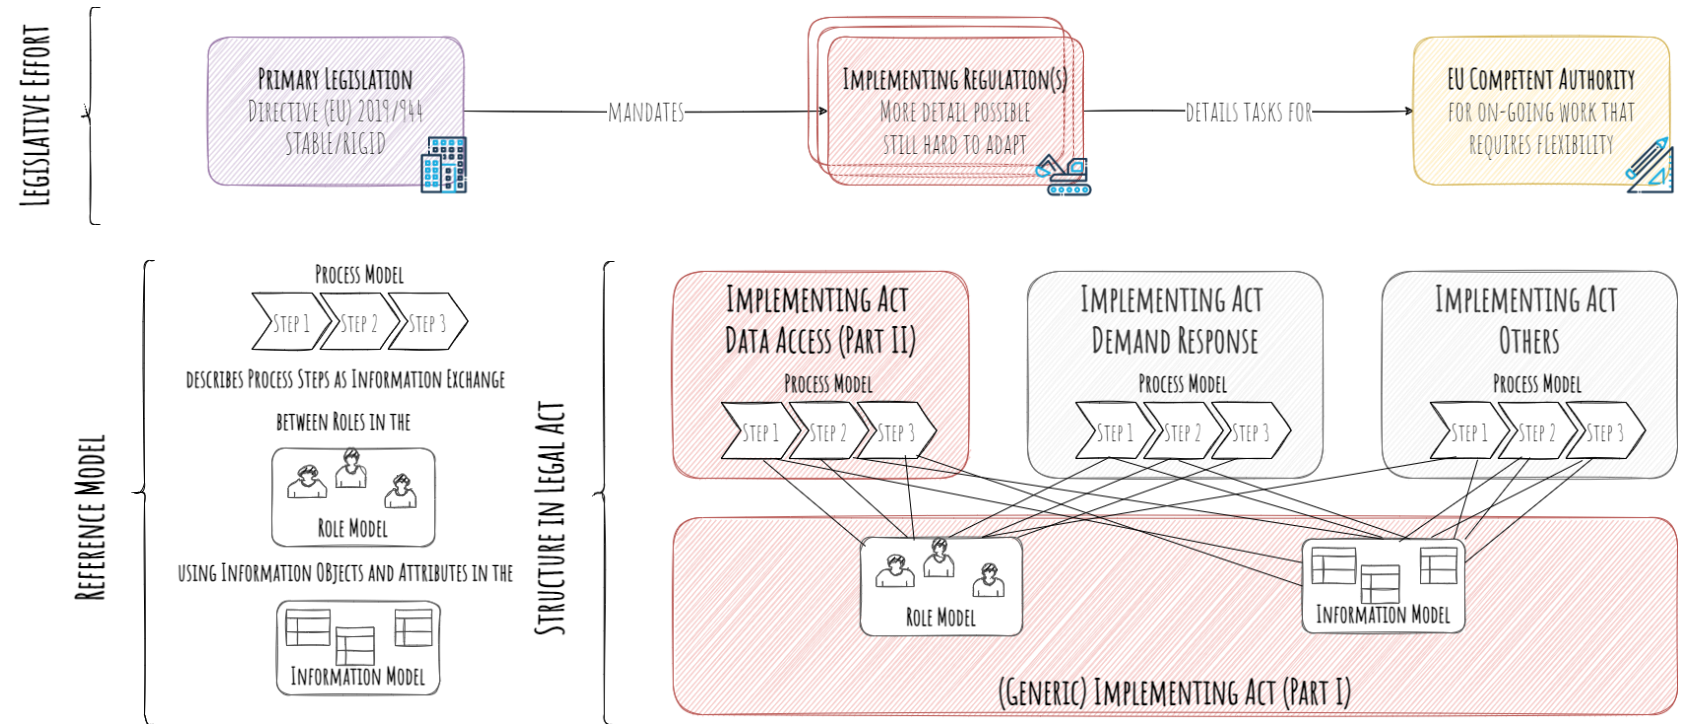 Legislative Effort
Primary Legislation
Directive (EU) 2019/944
STABLE/RIGID
MANDATES
Implementing Regulation(s)
More detail possible
still hard to adapt
DETAILS TASKS FOR
EU Competent Authority
for on-going work that
requires flexibility
Reference Model
Process Model
Step 1
Step 2
Step 3
describes Process Steps as Information Exchange
between Roles in the
Role Model
using Information Objects and Attributes in the
Information Model
Structure in Legal Act
Implementing Act
Data Access (Part II)
Process Model
Step 1
Step 2
Step 3
Implementing Act
Demand Response
Process Model
Step 1
Step 2
Step 3
Implementing Act
Others
Process Model
Step 1
Step 2
Step 3
Role Model
Information Model
(Generic) Implementing Act (Part I)